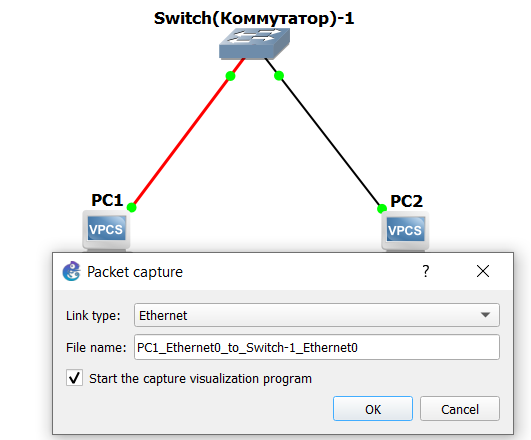 Switch(Коммутатор)-1
PC1
PC2
VPCS
VPCS
Packet capture
?
Link type:
Ethernet
File name:
PC1_Ethernet0_to_Switch-1_Ethernet0
Start the capture visualization program
OK
Cancel